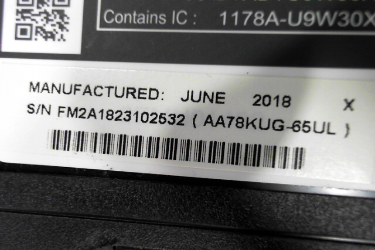 Contains IC : 1178A-U9W30X
MANUFACTURED: JUNE 2018 X
S/N FM2A1823102532 ( AA78KUG-65UL )